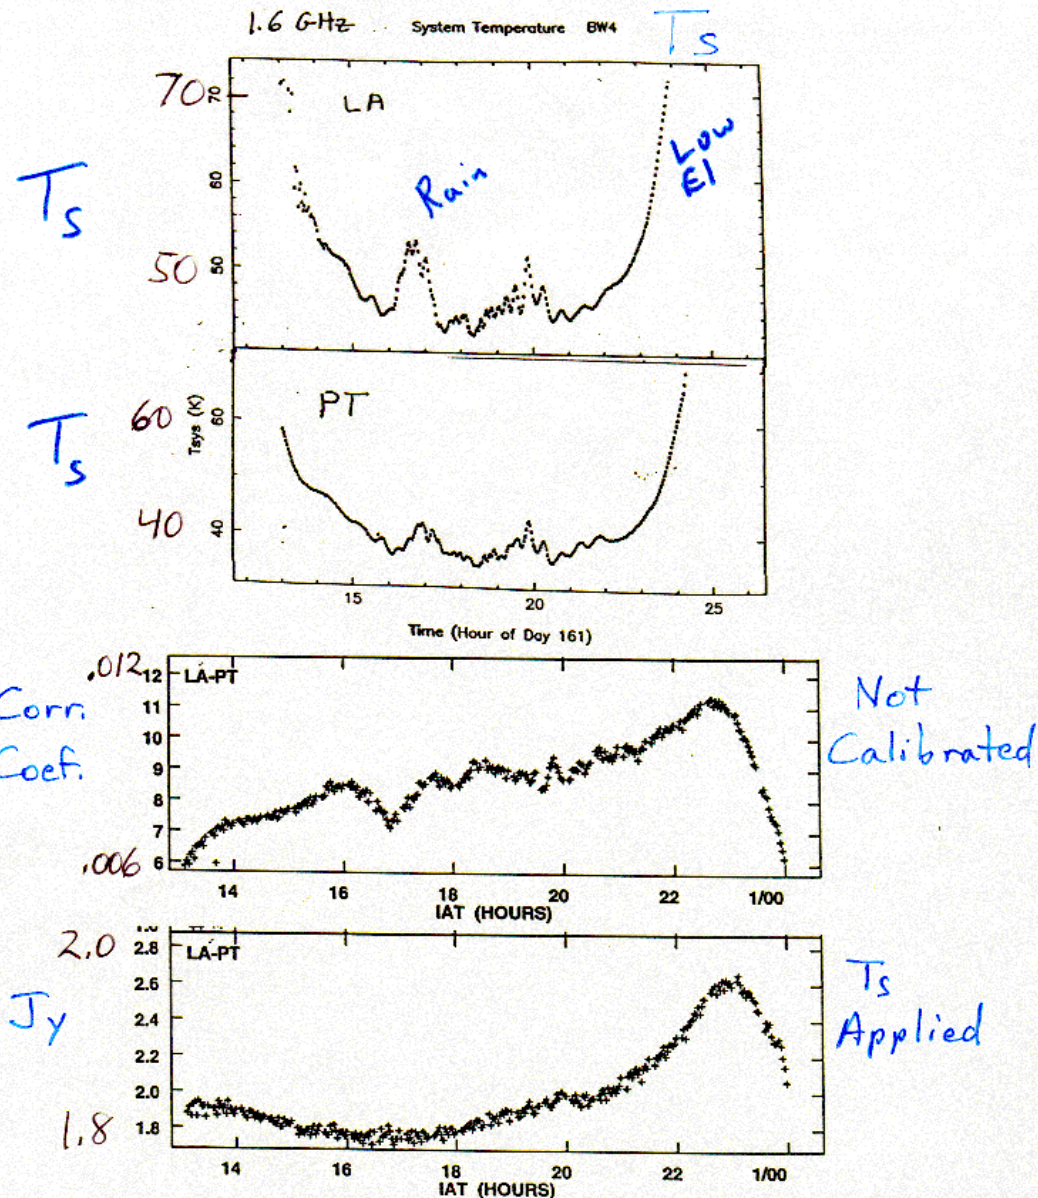 1.6 GHz System Temperature BW4 Ts
70 70 LA
Ts 60 Rain Low
El
50 50
PT
Ts 60 60 Tsys (K)
40 40
15 20 25
Time (Hour of Day 161)
.012 12 LA-PT
Corr. 11 Not
Coef. 10 Calibrated
9
8
7
.006 6
14 16 18 20 22 1/00
IAT (HOURS)
2.0 2.8 LA-PT
2.6 Ts
Jy 2.4 Applied
2.2
2.0
1.8 1.8
14 16 18 20 22 1/00
IAT (HOURS)